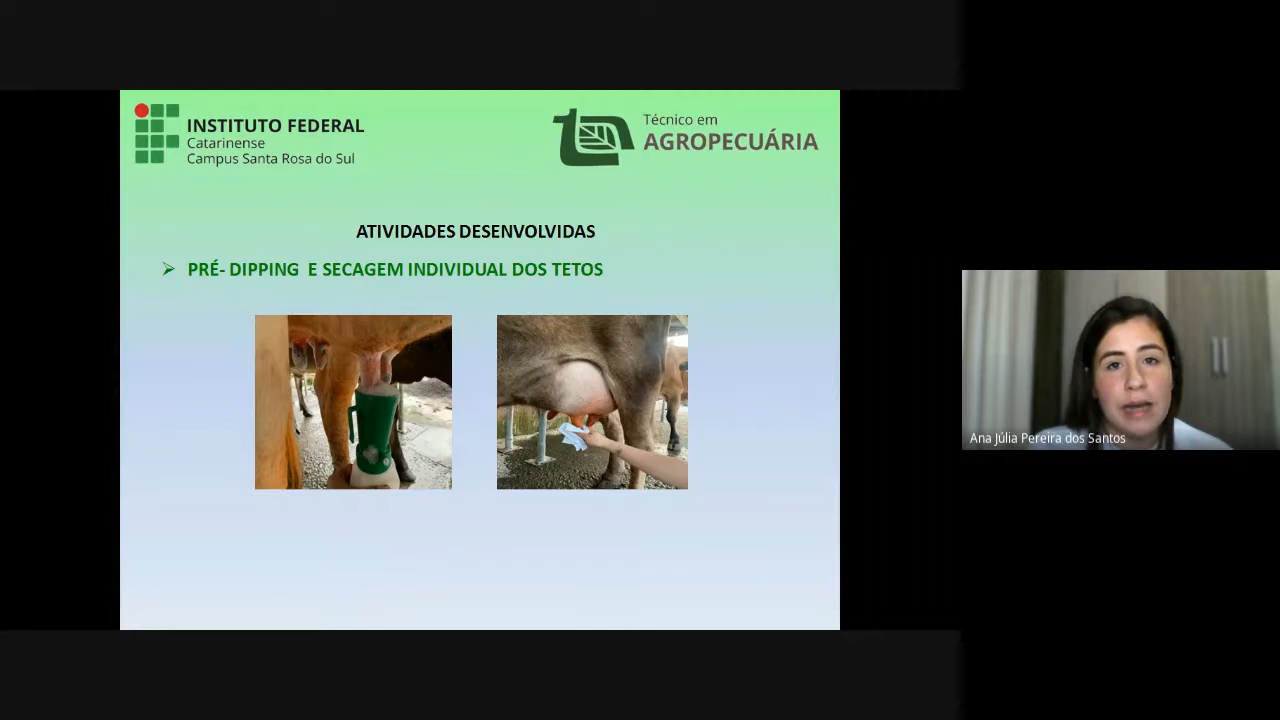 INSTITUTO FEDERAL
Catarinense
Campus Santa Rosa do Sul
Técnico em
AGROPECUÁRIA
ATIVIDADES DESENVOLVIDAS
PRÉ- DIPPING E SECAGEM INDIVIDUAL DOS TETOS
Ana Júlia Pereira dos Santos